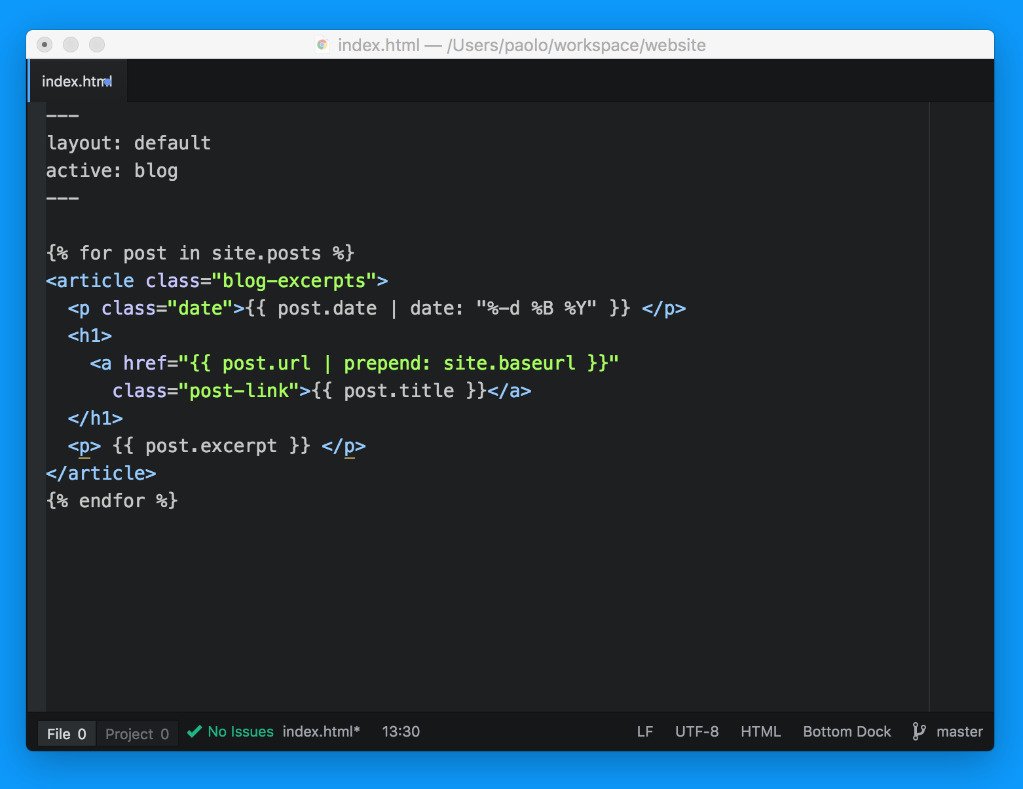 index.html — /Users/paolo/workspace/website
index.html
---
layout: default
active: blog
---
{% for post in site.posts %}
<article class="blog-excerpts">
  <p class="date">{{ post.date | date: "%-d %B %Y" }} </p>
  <h1>
    <a href="{{ post.url | prepend: site.baseurl }}"
      class="post-link">{{ post.title }}</a>
  </h1>
  <p> {{ post.excerpt }} </p>
</article>
{% endfor %}
File 0 Project 0 No Issues index.html* 13:30 LF UTF-8 HTML Bottom Dock master